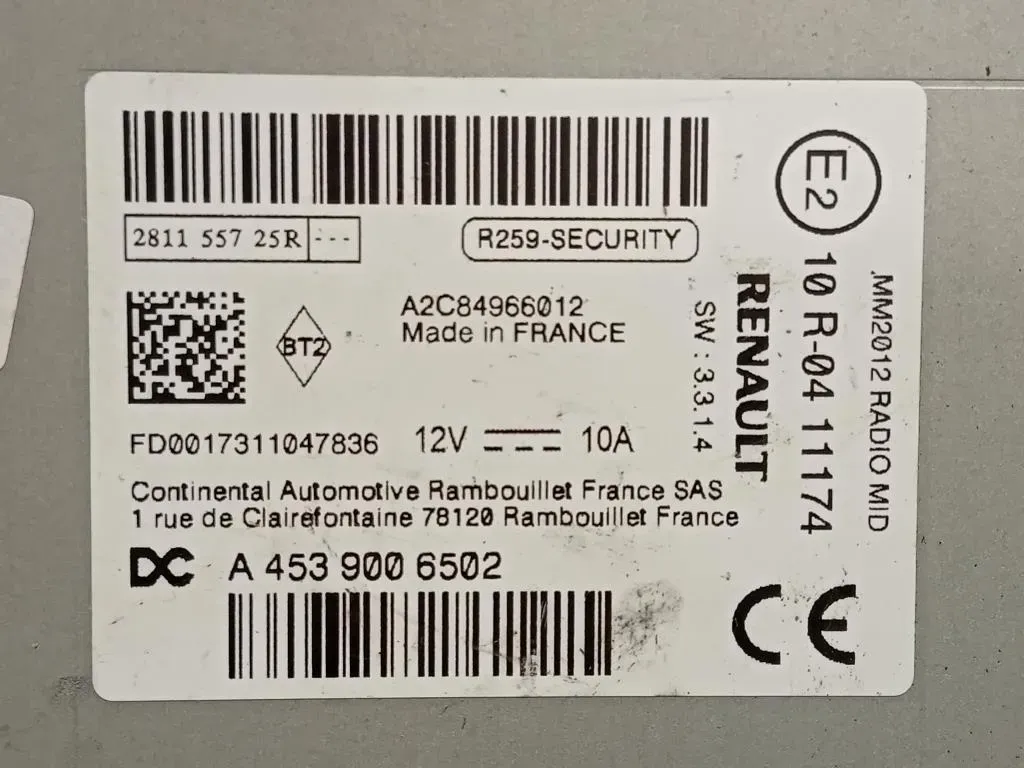 2811 557 25R ---
R259-SECURITY
BT2
A2C84966012
Made in FRANCE
FD0017311047836
12V
10A
Continental Automotive Rambouillet France SAS
1 rue de Clairefontaine 78120 Rambouillet France
DC
A 453 900 6502
SW : 3.3.1.4
RENAULT
E2
10 R-04 11174
MM2012 RADIO MID
CE